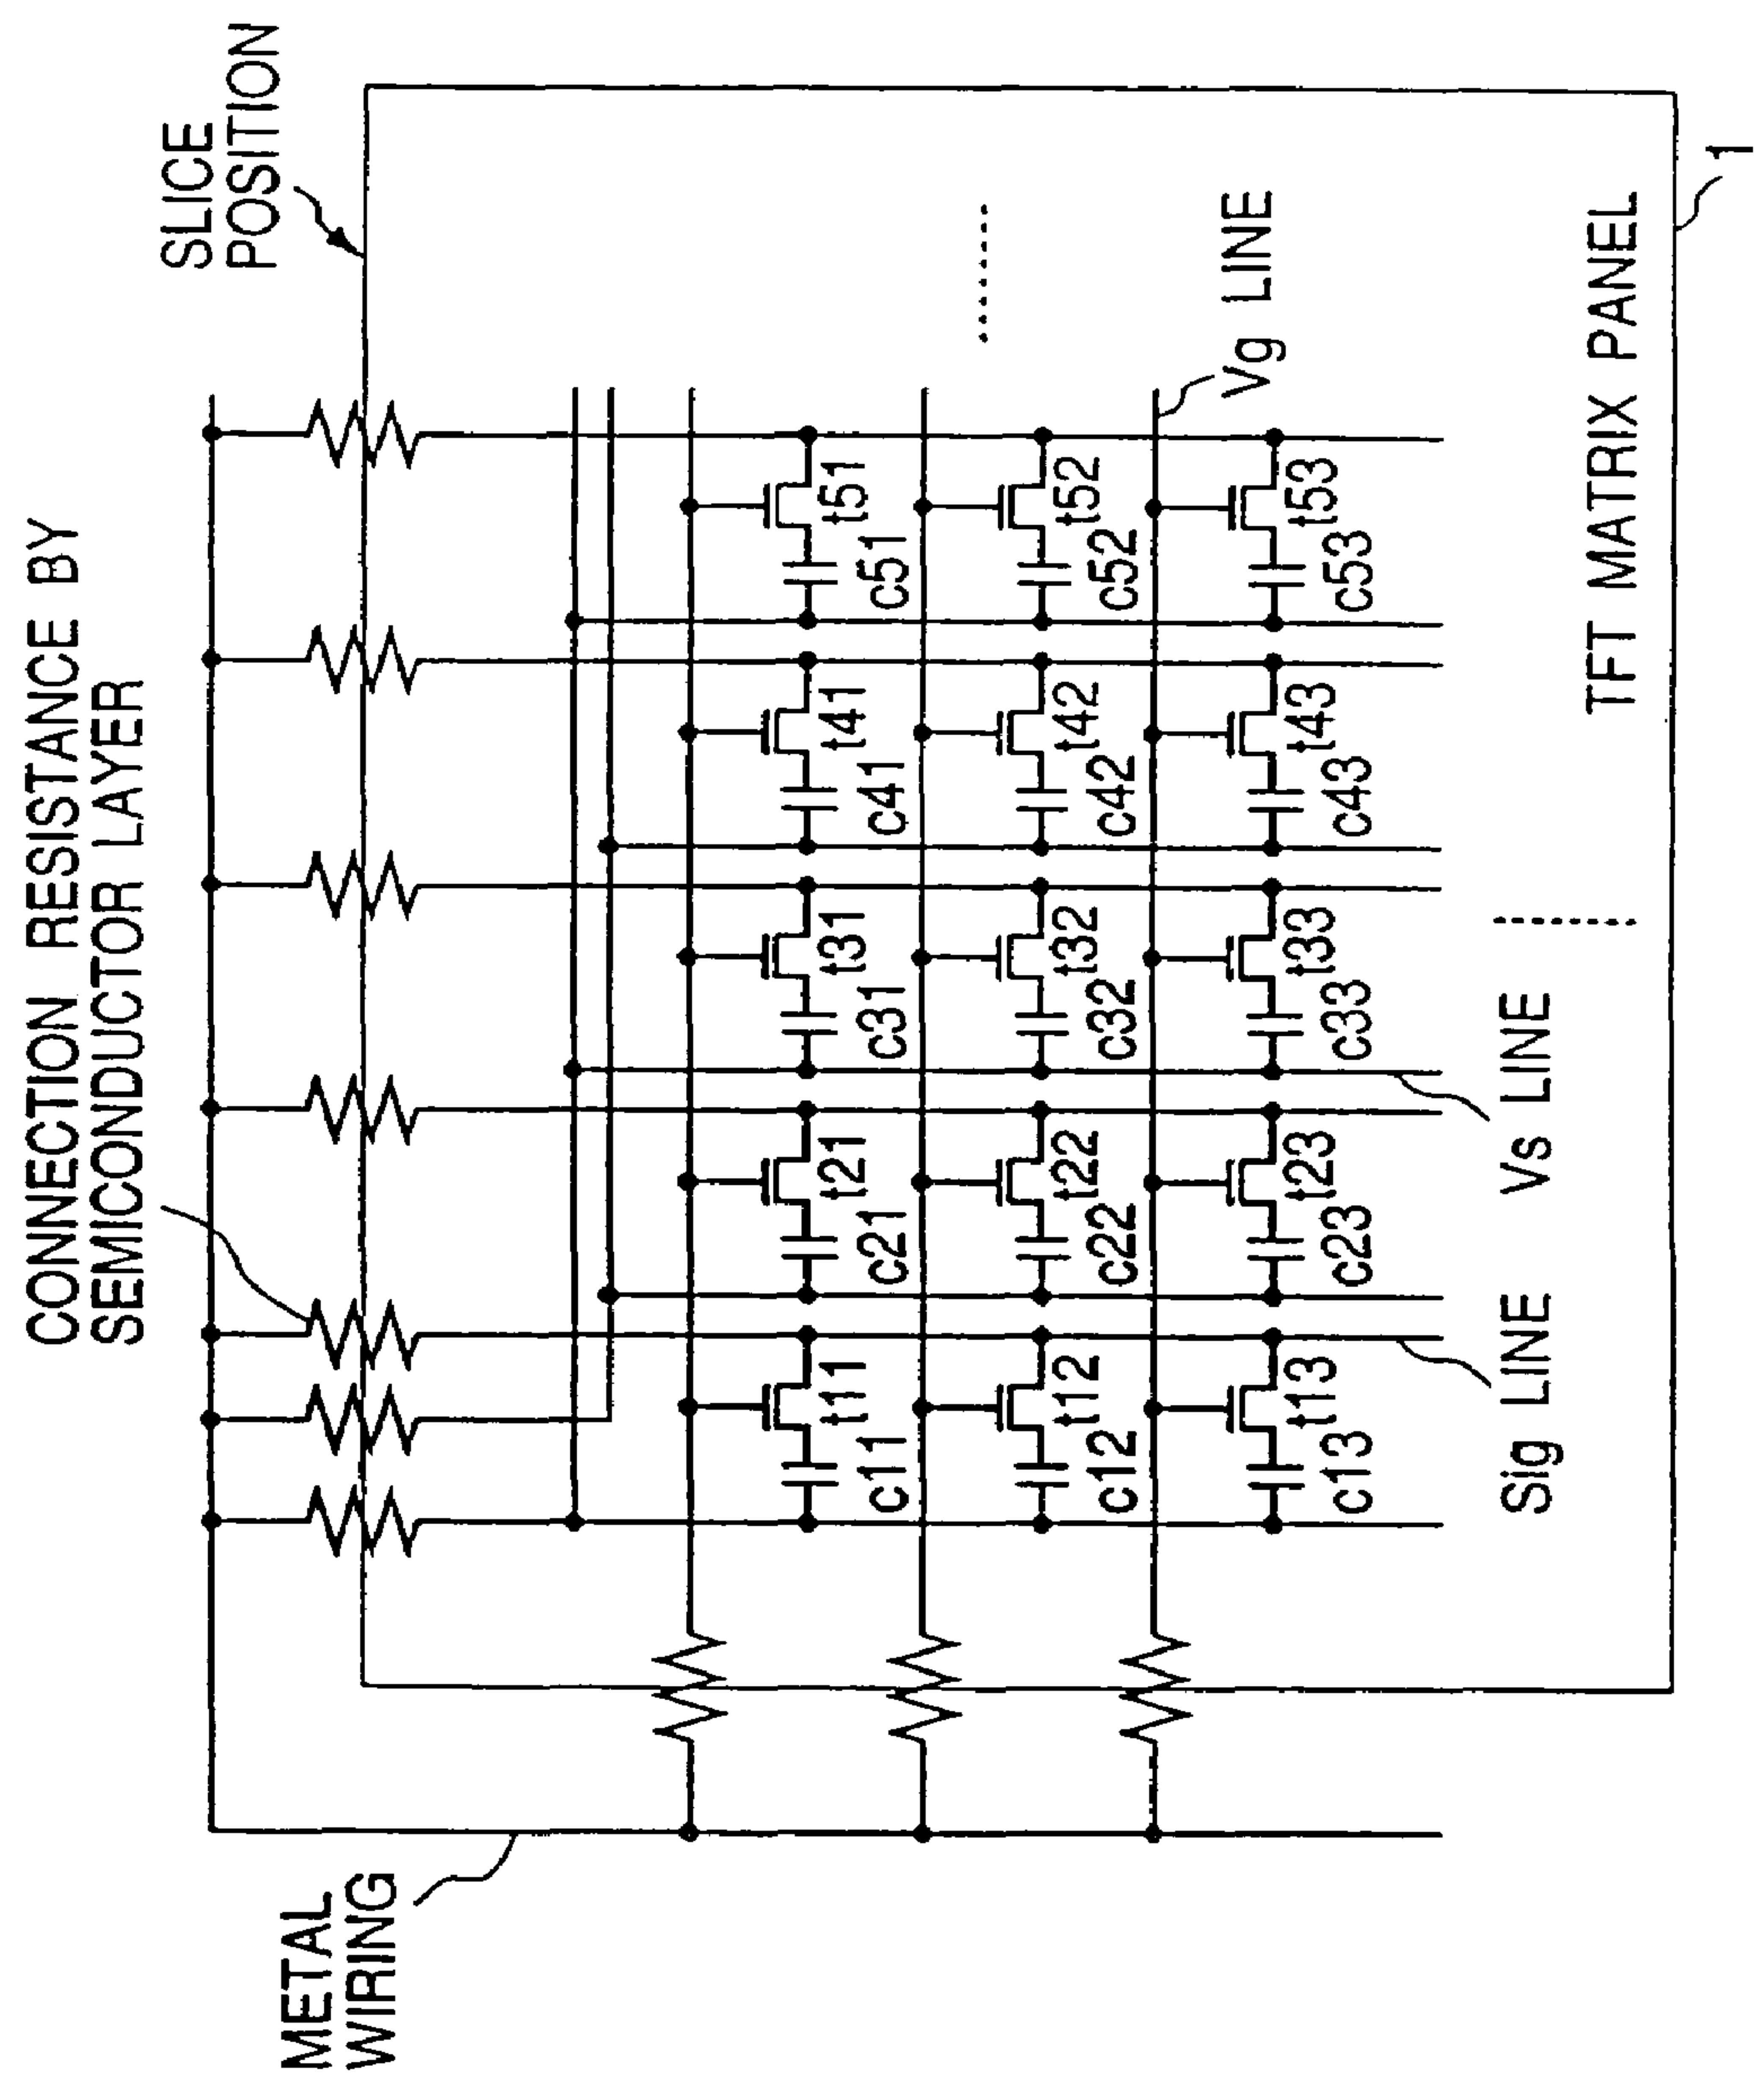 CONNECTION RESISTANCE BY
SEMICONDUCTOR LAYER
SLICE
POSITION
METAL
WIRING
t11
c11
t21
c21
t31
c31
t41
c41
t51
c51
t12
c12
t22
c22
t32
c32
t42
c42
t52
c52
t13
c13
t23
c23
t33
c33
t43
c43
t53
c53
Vg LINE
Sig LINE
Vs LINE
TFT MATRIX PANEL
1